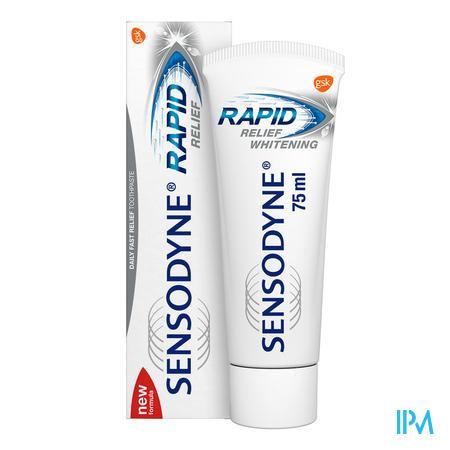 gsk
RAPID
RELIEF
SENSODYNE®
DAILY FAST RELIEF TOOTHPASTE
new
formula
gsk
RAPID
RELIEF
WHITENING
SENSODYNE®
75 ml
IPM